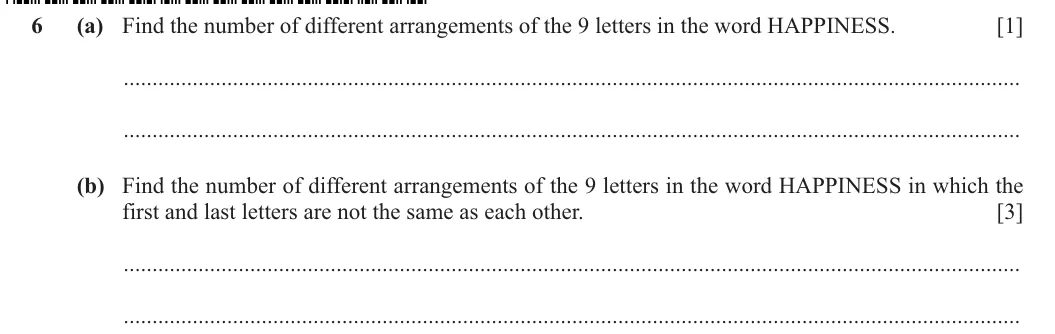 6 (a) Find the number of different arrangements of the 9 letters in the word HAPPINESS. [1]
(b) Find the number of different arrangements of the 9 letters in the word HAPPINESS in which the
first and last letters are not the same as each other. [3]